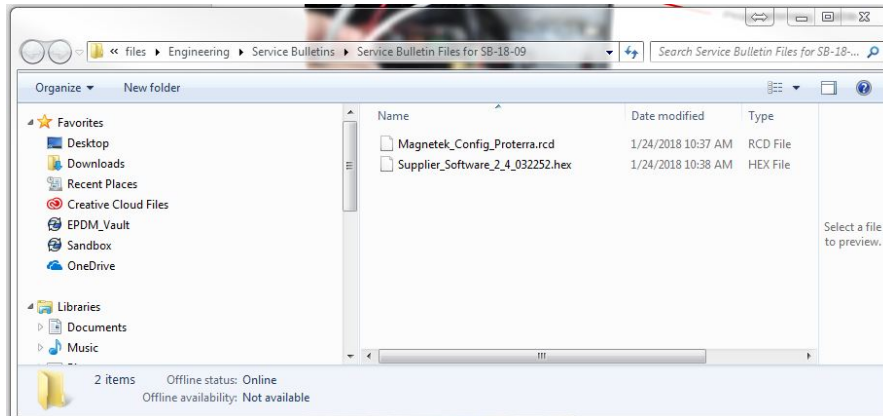 « files ▸ Engineering ▸ Service Bulletins ▸ Service Bulletin Files for SB-18-09
Search Service Bulletin Files for SB-18-...
Organize New folder
Favorites
Desktop
Downloads
Recent Places
Creative Cloud Files
EPDM_Vault
Sandbox
OneDrive
Libraries
Documents
Music
Name Date modified Type
Magnetek_Config_Proterra.rcd 1/24/2018 10:37 AM RCD File
Supplier_Software_2_4_032252.hex 1/24/2018 10:38 AM HEX File
Select a file
to preview.
2 items Offline status: Online
Offline availability: Not available